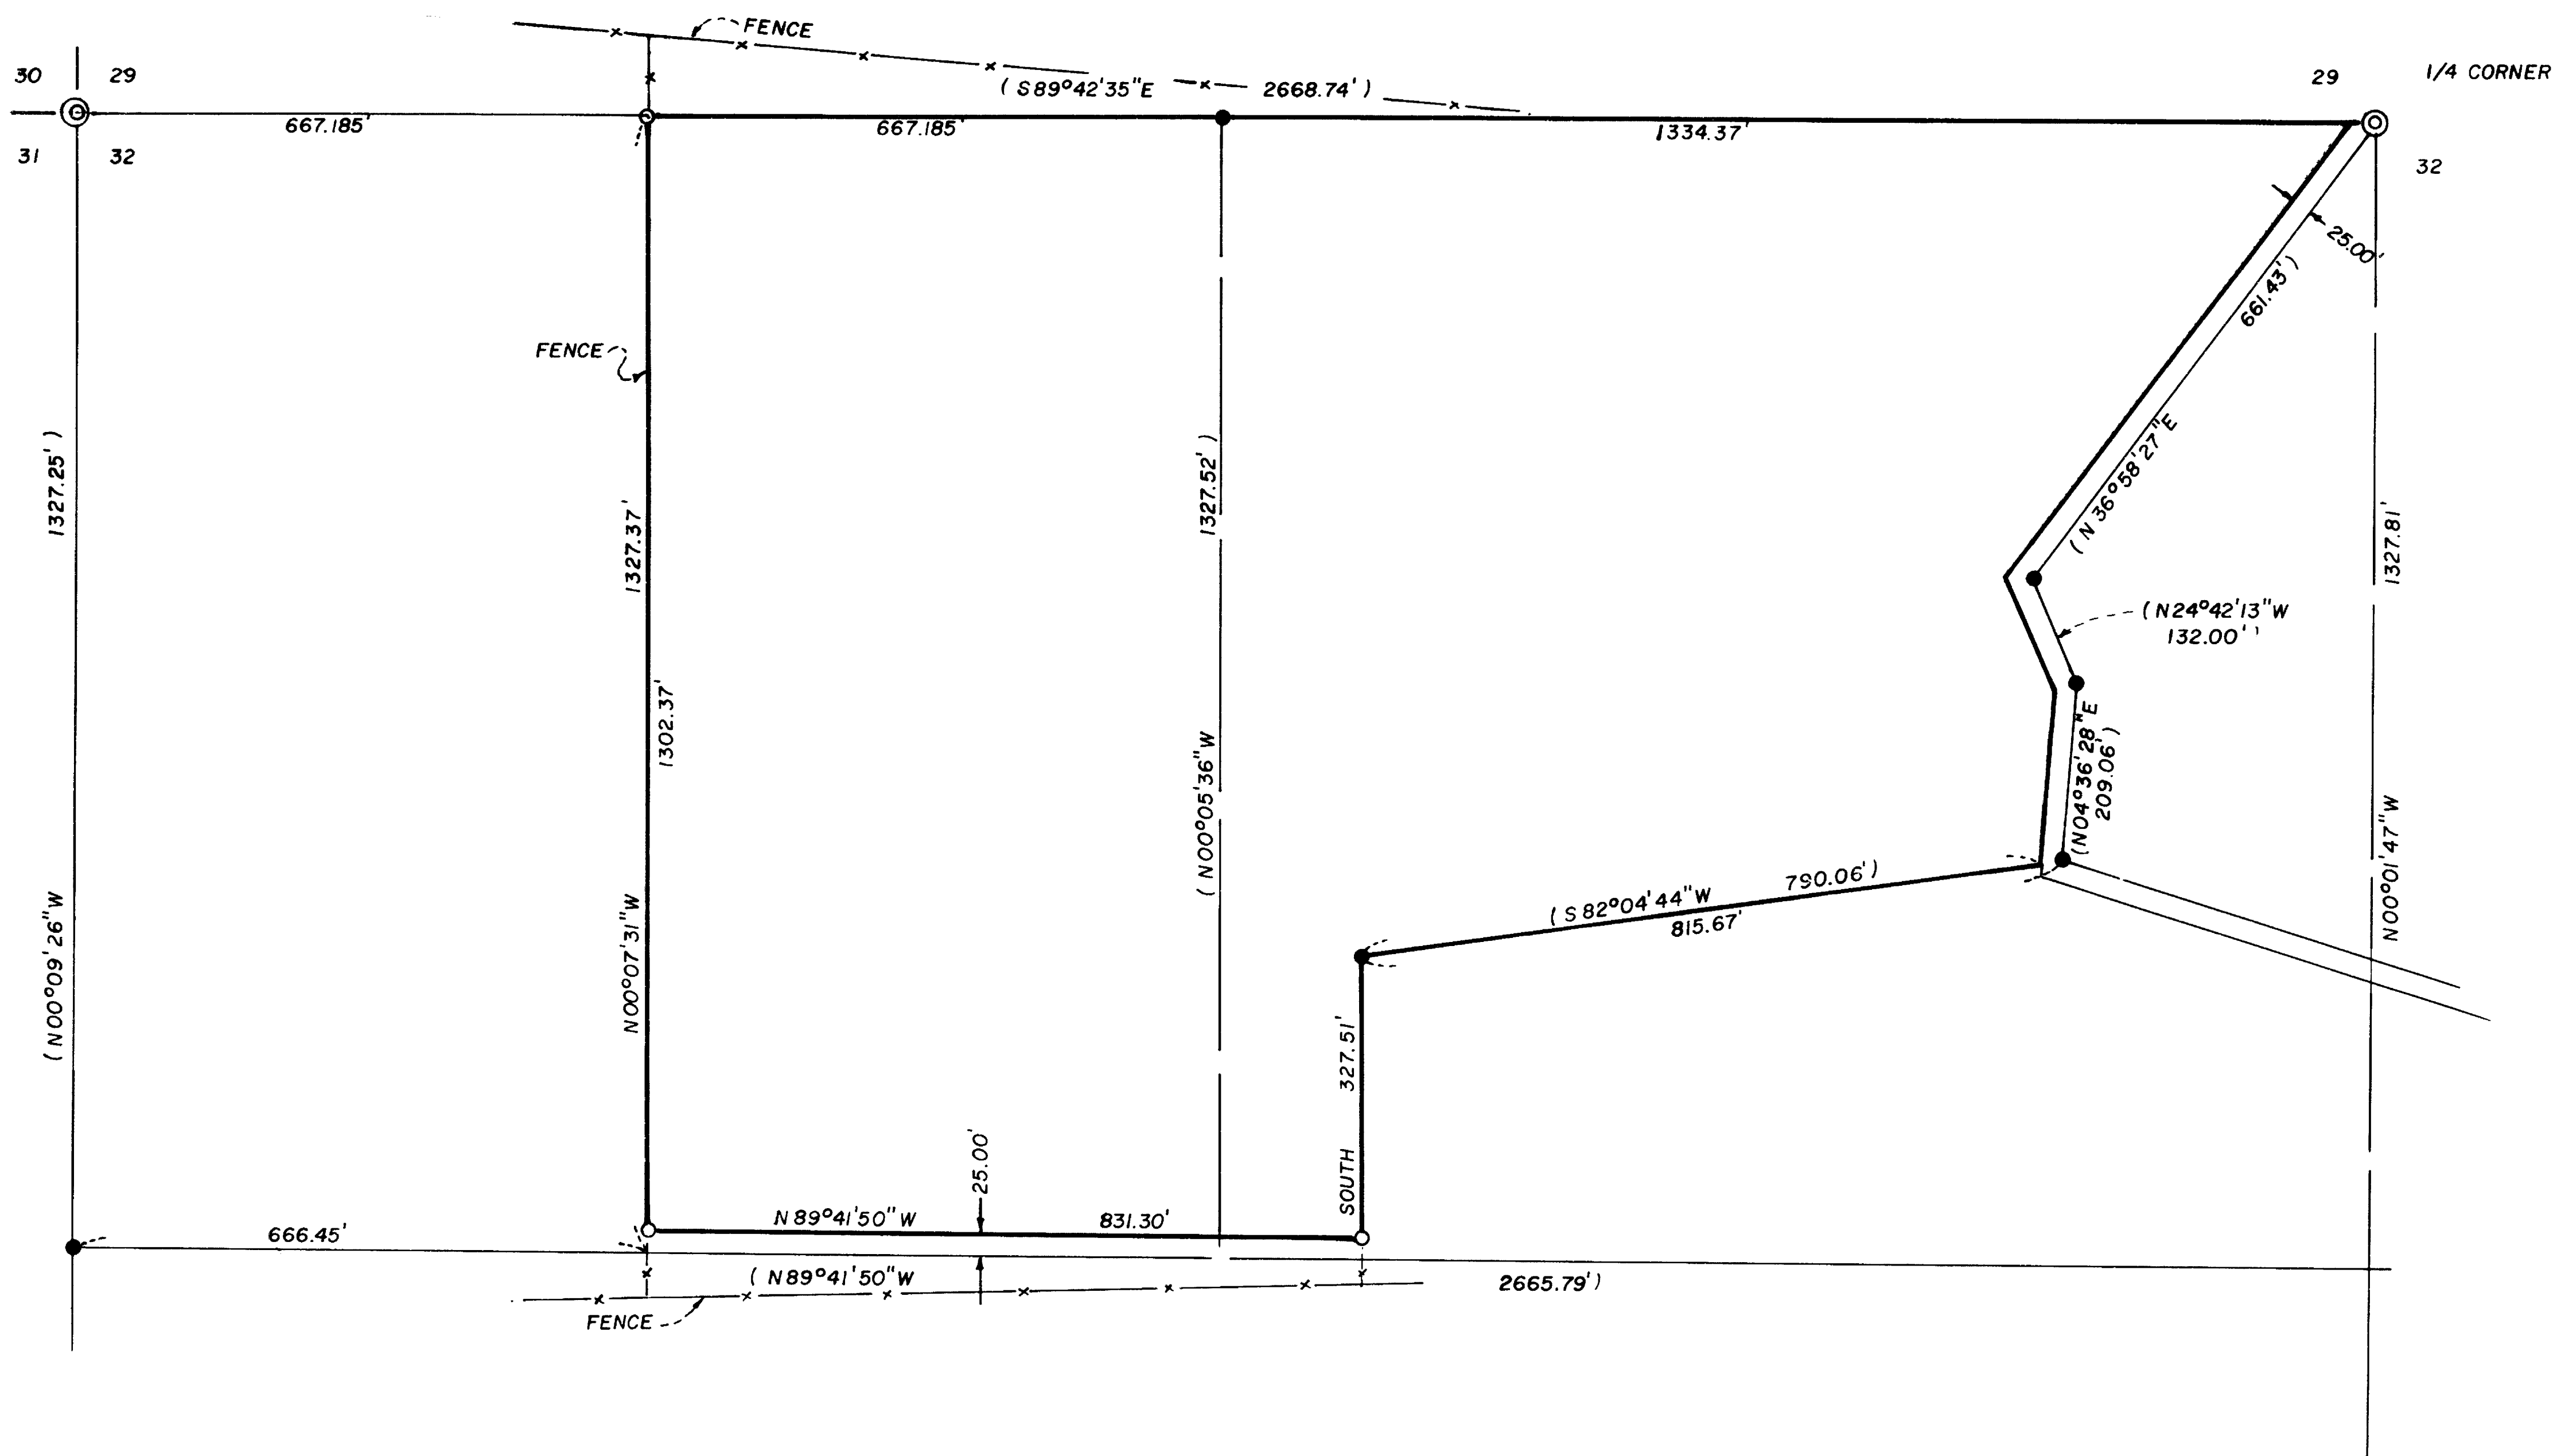 FENCE
30
29
29
1/4 CORNER
( S89°42'35"E
2668.74' )
667.185'
667.185'
1334.37'
31
32
32
25.00'
661.43' )
FENCE
1327.25' )
1327.52' )
( N 36°58'27"E
1327.37'
1327.81'
( N24°42'13"W
132.00' '
1302.37'
(N04°36'28"E
209.06')
( N00°05'36"W
N00°01'47"W
790.06' )
( S82°04'44"W
815.67'
N00°07'31"W
( N00°09'26"W
327.51'
SOUTH
25.00'
N89°41'50"W
831.30'
666.45'
( N89°41'50"W
2665.79' )
FENCE